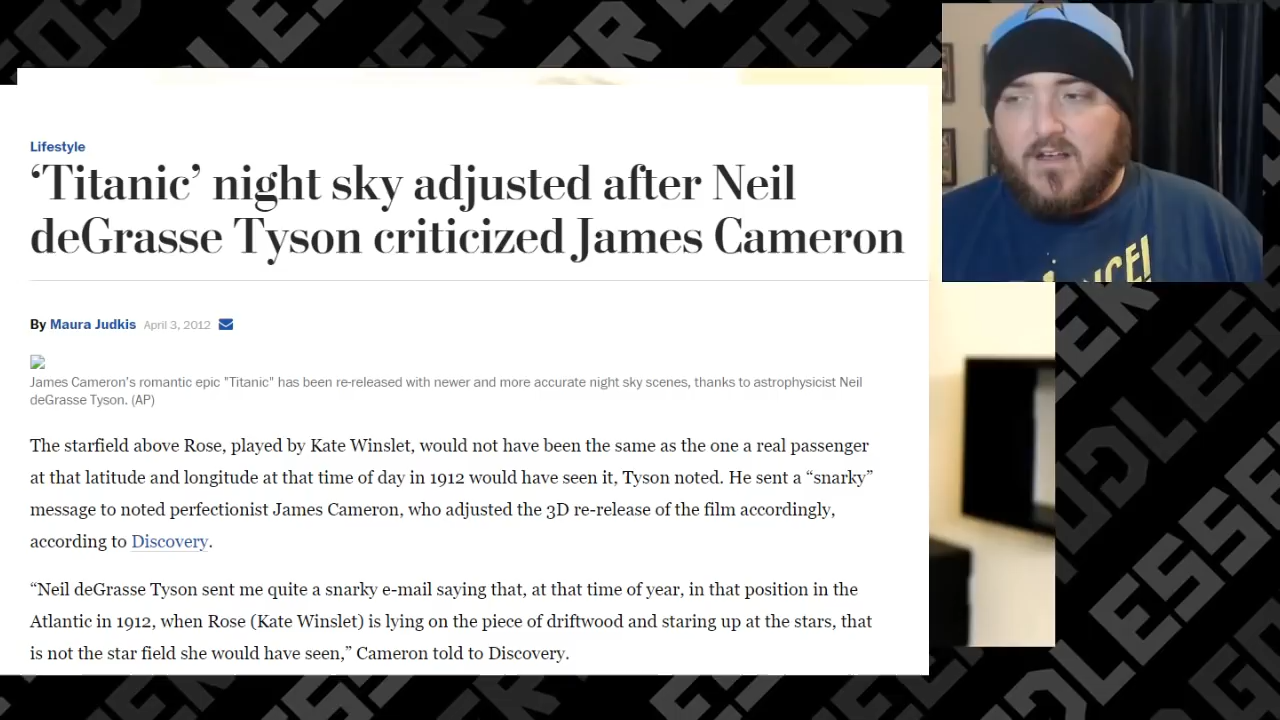 Lifestyle
‘Titanic’ night sky adjusted after Neil
deGrasse Tyson criticized James Cameron
By Maura Judkis April 3, 2012
James Cameron's romantic epic "Titanic" has been re-released with newer and more accurate night sky scenes, thanks to astrophysicist Neil
deGrasse Tyson. (AP)
The starfield above Rose, played by Kate Winslet, would not have been the same as the one a real passenger
at that latitude and longitude at that time of day in 1912 would have seen it, Tyson noted. He sent a “snarky”
message to noted perfectionist James Cameron, who adjusted the 3D re-release of the film accordingly,
according to Discovery.
“Neil deGrasse Tyson sent me quite a snarky e-mail saying that, at that time of year, in that position in the
Atlantic in 1912, when Rose (Kate Winslet) is lying on the piece of driftwood and staring up at the stars, that
is not the star field she would have seen,” Cameron told to Discovery.